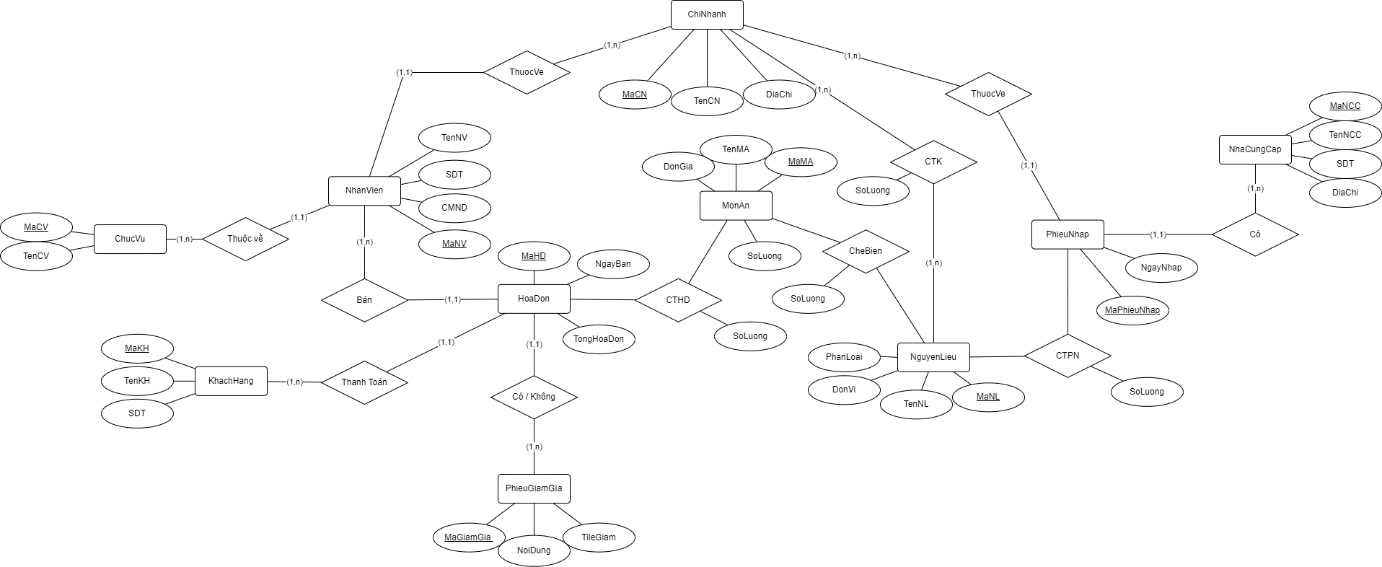 ChiNhanh
(1,n)
ThuocVe
(1,1)
(1,n)
ThuocVe
MaCN
TenCN
DiaChi
(1,n)
MaNCC
TenNCC
NhaCungCap
SDT
DiaChi
TenNV
SDT
NhanVien
CMND
MaNV
TenMA
DonGia
MaMA
MonAn
SoLuong
CTK
SoLuong
(1,1)
(1,n)
MaCV
ChucVu
(1,n)
Thuộc về
(1,1)
TenCV
(1,n)
PhieuNhap
(1,1)
Có
NgayNhap
MaPhieuNhap
MaHD
NgayBan
CheBien
SoLuong
(1,n)
Bán
(1,1)
HoaDon
CTHD
SoLuong
TongHoaDon
MaKH
TenKH
KhachHang
(1,n)
Thanh Toán
(1,1)
SDT
(1,1)
Có / Không
(1,n)
PhanLoai
NguyenLieu
CTPN
DonVi
TenNL
MaNL
SoLuong
PhieuGiamGia
MaGiamGia
NoiDung
TileGiam